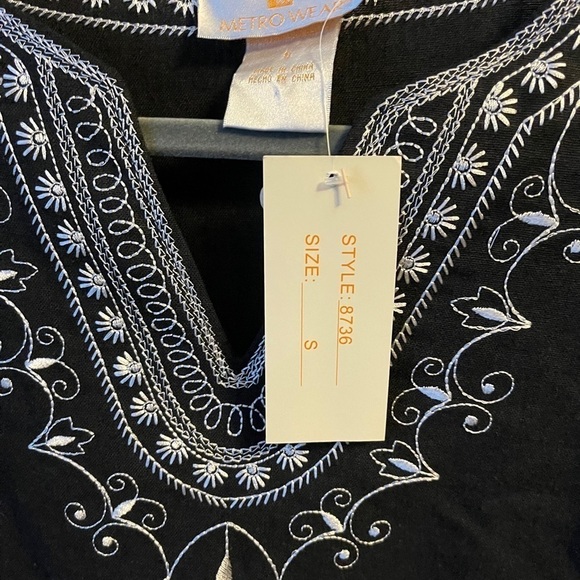 METRO WEAR
MADE IN CHINA
HECHO EN CHINA
STYLE: 8736
SIZE: S